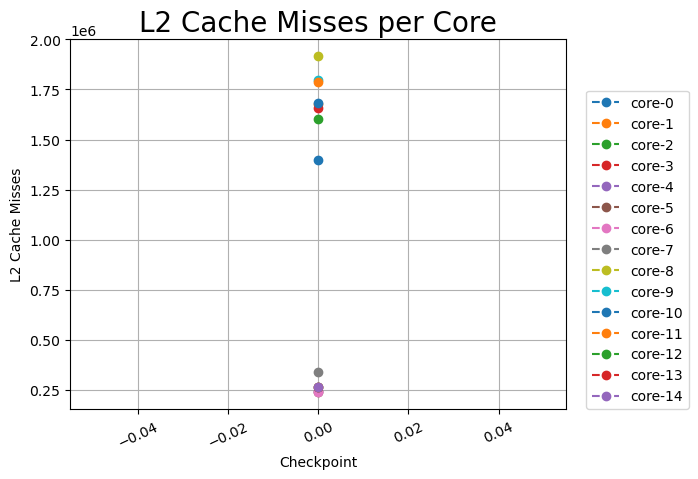 L2 Cache Misses per Core
1e6
2.00
1.75
1.50
1.25
1.00
0.75
0.50
0.25
L2 Cache Misses
−0.04
−0.02
0.00
0.02
0.04
Checkpoint
core-0
core-1
core-2
core-3
core-4
core-5
core-6
core-7
core-8
core-9
core-10
core-11
core-12
core-13
core-14